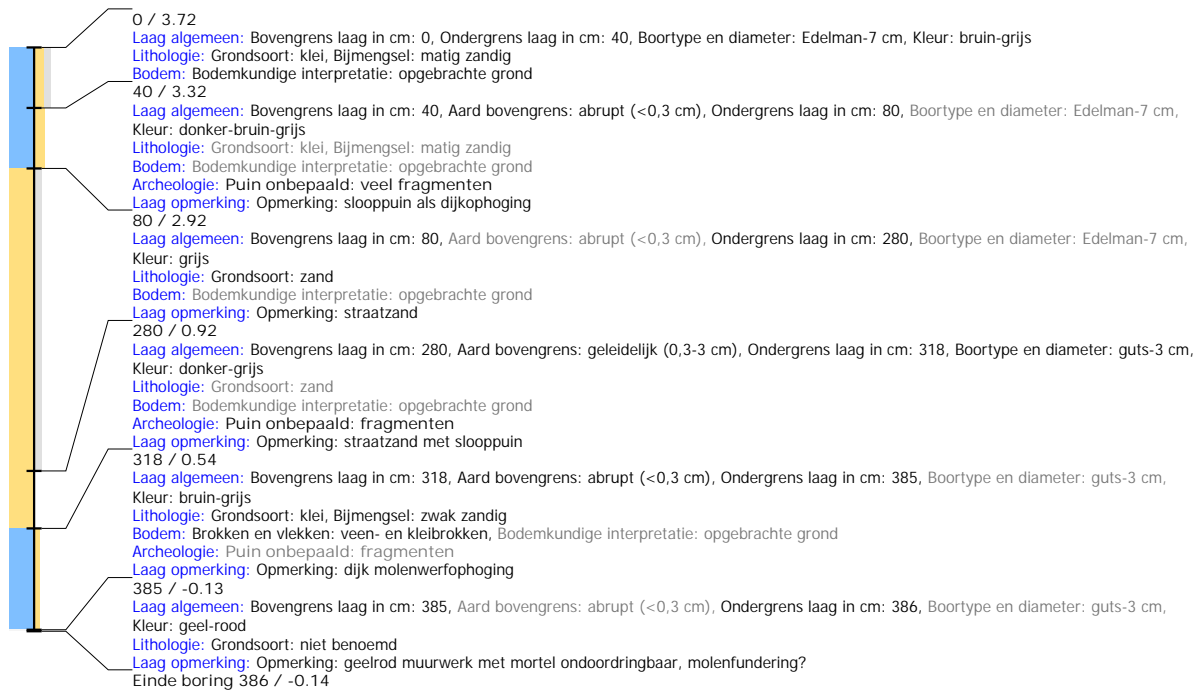 0 / 3.72
Laag algemeen: Bovengrens laag in cm: 0, Ondergrens laag in cm: 40, Boortype en diameter: Edelman-7 cm, Kleur: bruin-grijs
Lithologie: Grondsoort: klei, Bijmengsel: matig zandig
Bodem: Bodemkundige interpretatie: opgebrachte grond
40 / 3.32
Laag algemeen: Bovengrens laag in cm: 40, Aard bovengrens: abrupt (<0,3 cm), Ondergrens laag in cm: 80, Boortype en diameter: Edelman-7 cm,
Kleur: donker-bruin-grijs
Lithologie: Grondsoort: klei, Bijmengsel: matig zandig
Bodem: Bodemkundige interpretatie: opgebrachte grond
Archeologie: Puin onbepaald: veel fragmenten
Laag opmerking: Opmerking: slooppuin als dijkophoging
80 / 2.92
Laag algemeen: Bovengrens laag in cm: 80, Aard bovengrens: abrupt (<0,3 cm), Ondergrens laag in cm: 280, Boortype en diameter: Edelman-7 cm,
Kleur: grijs
Lithologie: Grondsoort: zand
Bodem: Bodemkundige interpretatie: opgebrachte grond
Laag opmerking: Opmerking: straatzand
280 / 0.92
Laag algemeen: Bovengrens laag in cm: 280, Aard bovengrens: geleidelijk (0,3-3 cm), Ondergrens laag in cm: 318, Boortype en diameter: guts-3 cm,
Kleur: donker-grijs
Lithologie: Grondsoort: zand
Bodem: Bodemkundige interpretatie: opgebrachte grond
Archeologie: Puin onbepaald: fragmenten
Laag opmerking: Opmerking: straatzand met slooppuin
318 / 0.54
Laag algemeen: Bovengrens laag in cm: 318, Aard bovengrens: abrupt (<0,3 cm), Ondergrens laag in cm: 385, Boortype en diameter: guts-3 cm,
Kleur: bruin-grijs
Lithologie: Grondsoort: klei, Bijmengsel: zwak zandig
Bodem: Brokken en vlekken: veen- en kleibrokken, Bodemkundige interpretatie: opgebrachte grond
Archeologie: Puin onbepaald: fragmenten
Laag opmerking: Opmerking: dijk molenwerfophoging
385 / -0.13
Laag algemeen: Bovengrens laag in cm: 385, Aard bovengrens: abrupt (<0,3 cm), Ondergrens laag in cm: 386, Boortype en diameter: guts-3 cm,
Kleur: geel-rood
Lithologie: Grondsoort: niet benoemd
Laag opmerking: Opmerking: geelrod muurwerk met mortel ondoordringbaar, molenfundering?
Einde boring 386 / -0.14